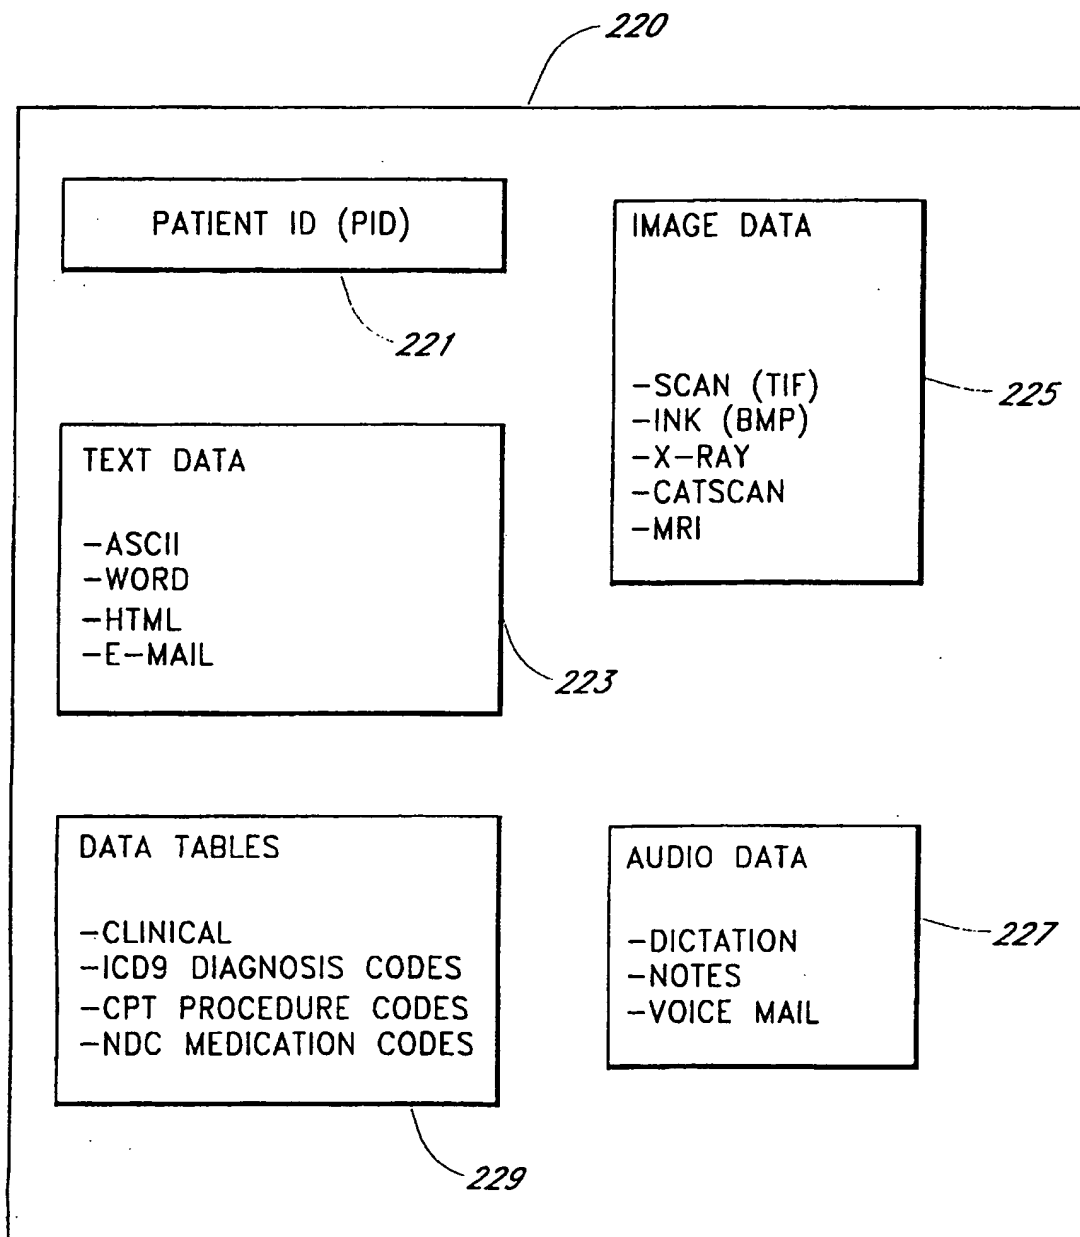 220
PATIENT ID (PID)
221
IMAGE DATA
-SCAN (TIF)
-INK (BMP)
-X-RAY
-CATSCAN
-MRI
225
TEXT DATA
-ASCII
-WORD
-HTML
-E-MAIL
223
DATA TABLES
-CLINICAL
-ICD9 DIAGNOSIS CODES
-CPT PROCEDURE CODES
-NDC MEDICATION CODES
229
AUDIO DATA
-DICTATION
-NOTES
-VOICE MAIL
227